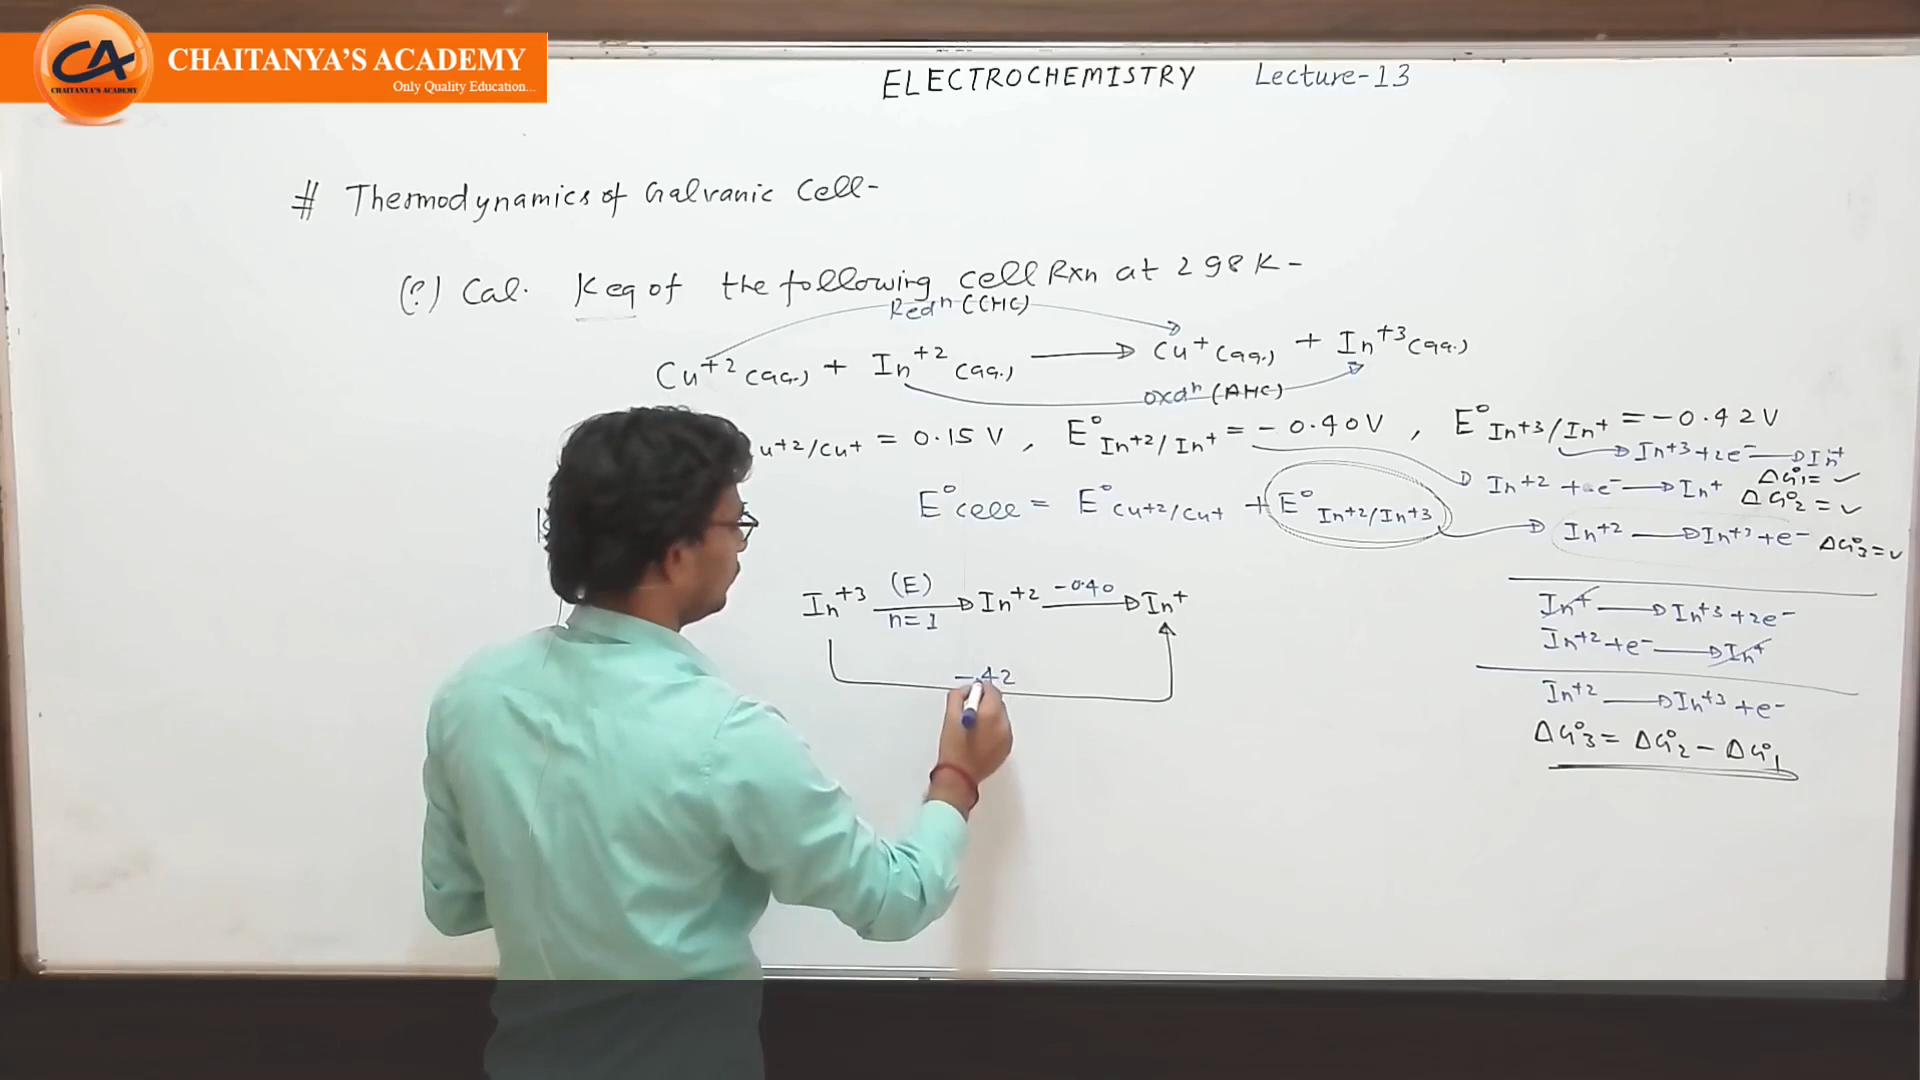 CHAITANYA'S ACADEMY
Only Quality Education...
CA
CHAITANYA'S ACADEMY
ELECTROCHEMISTRY Lecture-13
# Thermodynamics of Galvanic Cell-
(?) Cal. Keq of the following cell Rxn at 298K-
Redⁿ (CHC)
Cu+2 (aq.) + In+2 (aq.) → Cu+ (aq.) + In+3 (aq.)
oxdⁿ (AHC)
u+2/Cu+ = 0.15 V , E° In+2/In+ = -0.40V , E° In+3/In+ = -0.42V
In+3+2e- → In+
ΔG°1= ✓
In+2 + e- → In+ ΔG°2 = ✓
E°cell = E° Cu+2/Cu+ + E° In+2/In+3
In+2 → In+3+e- ΔG°3=✓
In+3 (E) n=1 → In+2 -0.40 → In+
-.42
In+ → In+3+2e-
In+2+e- → In+
In+2 → In+3+e-
ΔG°3 = ΔG°2 - ΔG°1